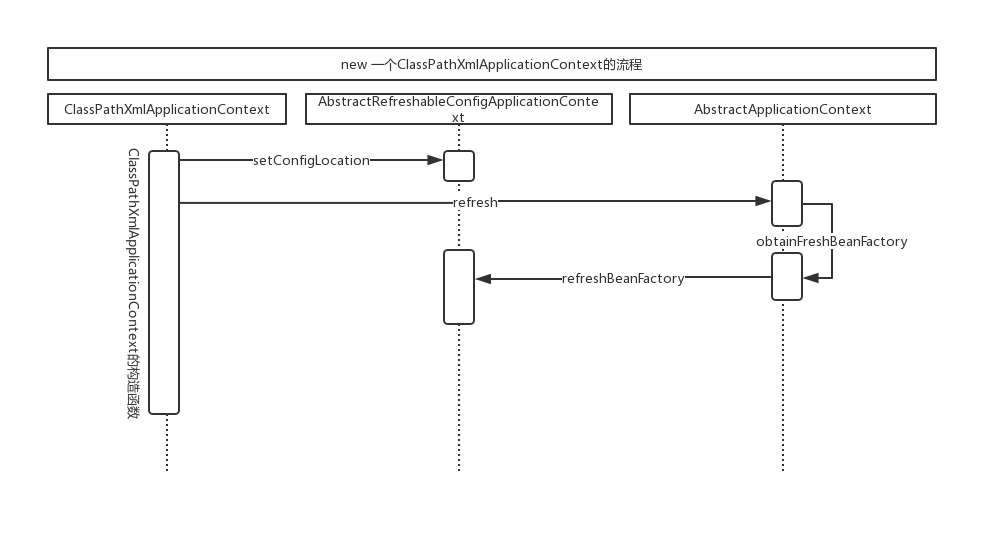 new 一个ClassPathXmlApplicationContext的流程
ClassPathXmlApplicationContext
AbstractRefreshableConfigApplicationConte
xt
AbstractApplicationContext
ClassPathXmlApplicationContext的构造函数
setConfigLocation
refresh
obtainFreshBeanFactory
refreshBeanFactory